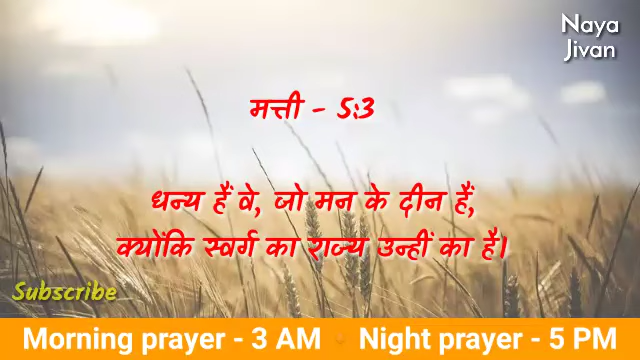 Naya
Jivan
मत्ती - 5:3
धन्य हैं वे, जो मन के दीन हैं,
क्योंकि स्वर्ग का राज्य उन्हीं का है।
Subscribe
Morning prayer - 3 AM • Night prayer - 5 PM